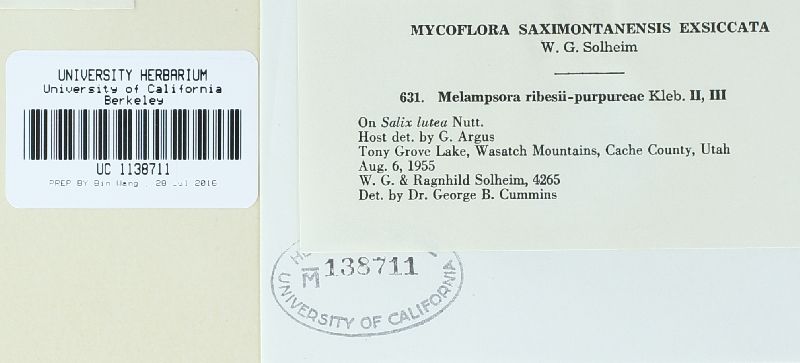 UNIVERSITY HERBARIUM
University of California
Berkeley
UC 1138711
PREP BY Bin Wang . 28 Jul 2016
MYCOFLORA SAXIMONTANENSIS EXSICCATA
W. G. Solheim
631. Melampsora ribesii-purpureae Kleb. II, III
On Salix lutea Nutt.
Host det. by G. Argus
Tony Grove Lake, Wasatch Mountains, Cache County, Utah
Aug. 6, 1955
W. G. & Ragnhild Solheim, 4265
Det. by Dr. George B. Cummins
M 138711
UNIVERSITY OF CALIFORNIA